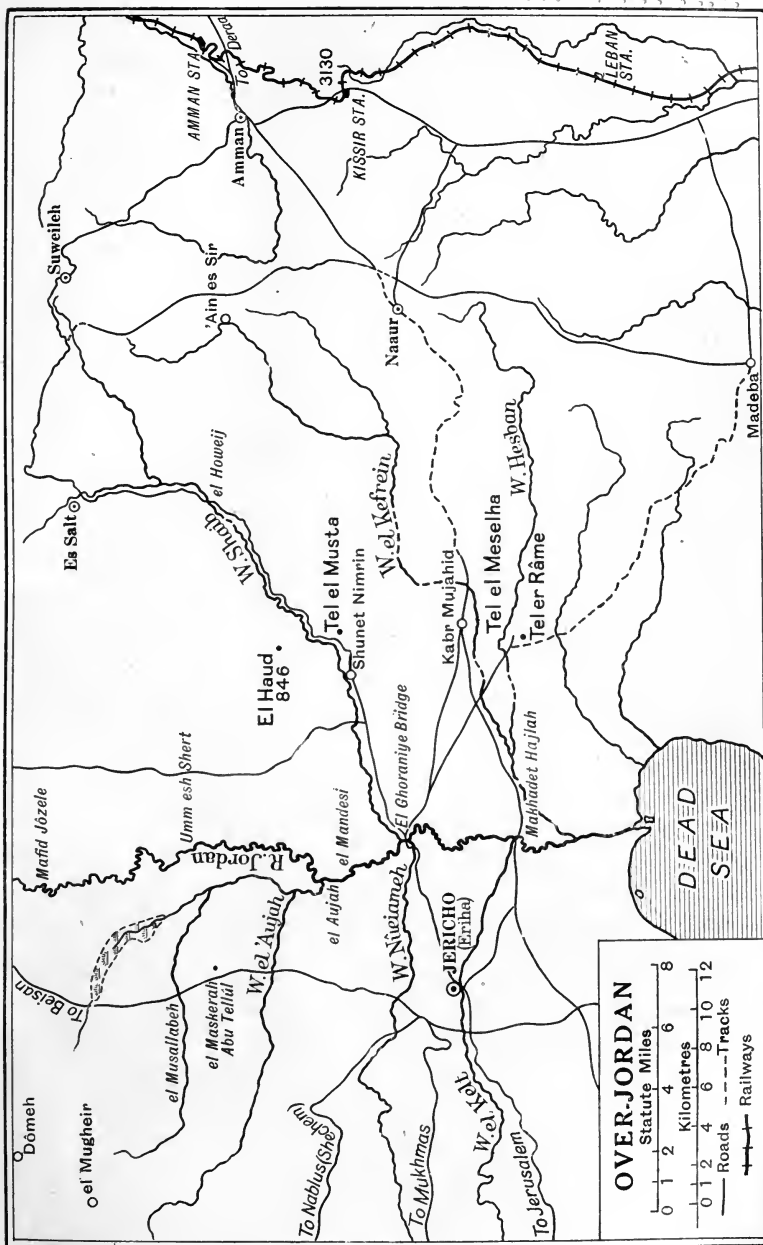 Dômeh
el Mugheir
To Beisan
Mafid Józele
Umm esh Shert
R. Jordan
el Musallabeh
el Maskerah
Abu Tellûl
W. el 'Aujah
el Aujah
el Mandesi
Es Salt
Suweileh
AMMAN STA.
To Deraa
Amman
'Ain es Sir
el Howeij
W. Shaib
El Haud
846
Tel el Musta
Shunet Nimrin
3130
KISSIR STA.
LEBAN
STA.
Naaur
W. el Kefrein
El Ghoraniye Bridge
W. Nüeiameh
To Nablus (Shechem)
To Mukhmas
JERICHO
(Eriha)
W. el Kelt
To Jerusalem
Kabr Mujahid
Tel el Meselha
W. Hesban
Tel er Râme
Makhadet Hajlah
Madeba
DEAD
SEA
OVER-JORDAN
Statute Miles
0 1 2 4 6 8
Kilometres
0 1 2 4 6 8 10 12
Roads Tracks
Railways